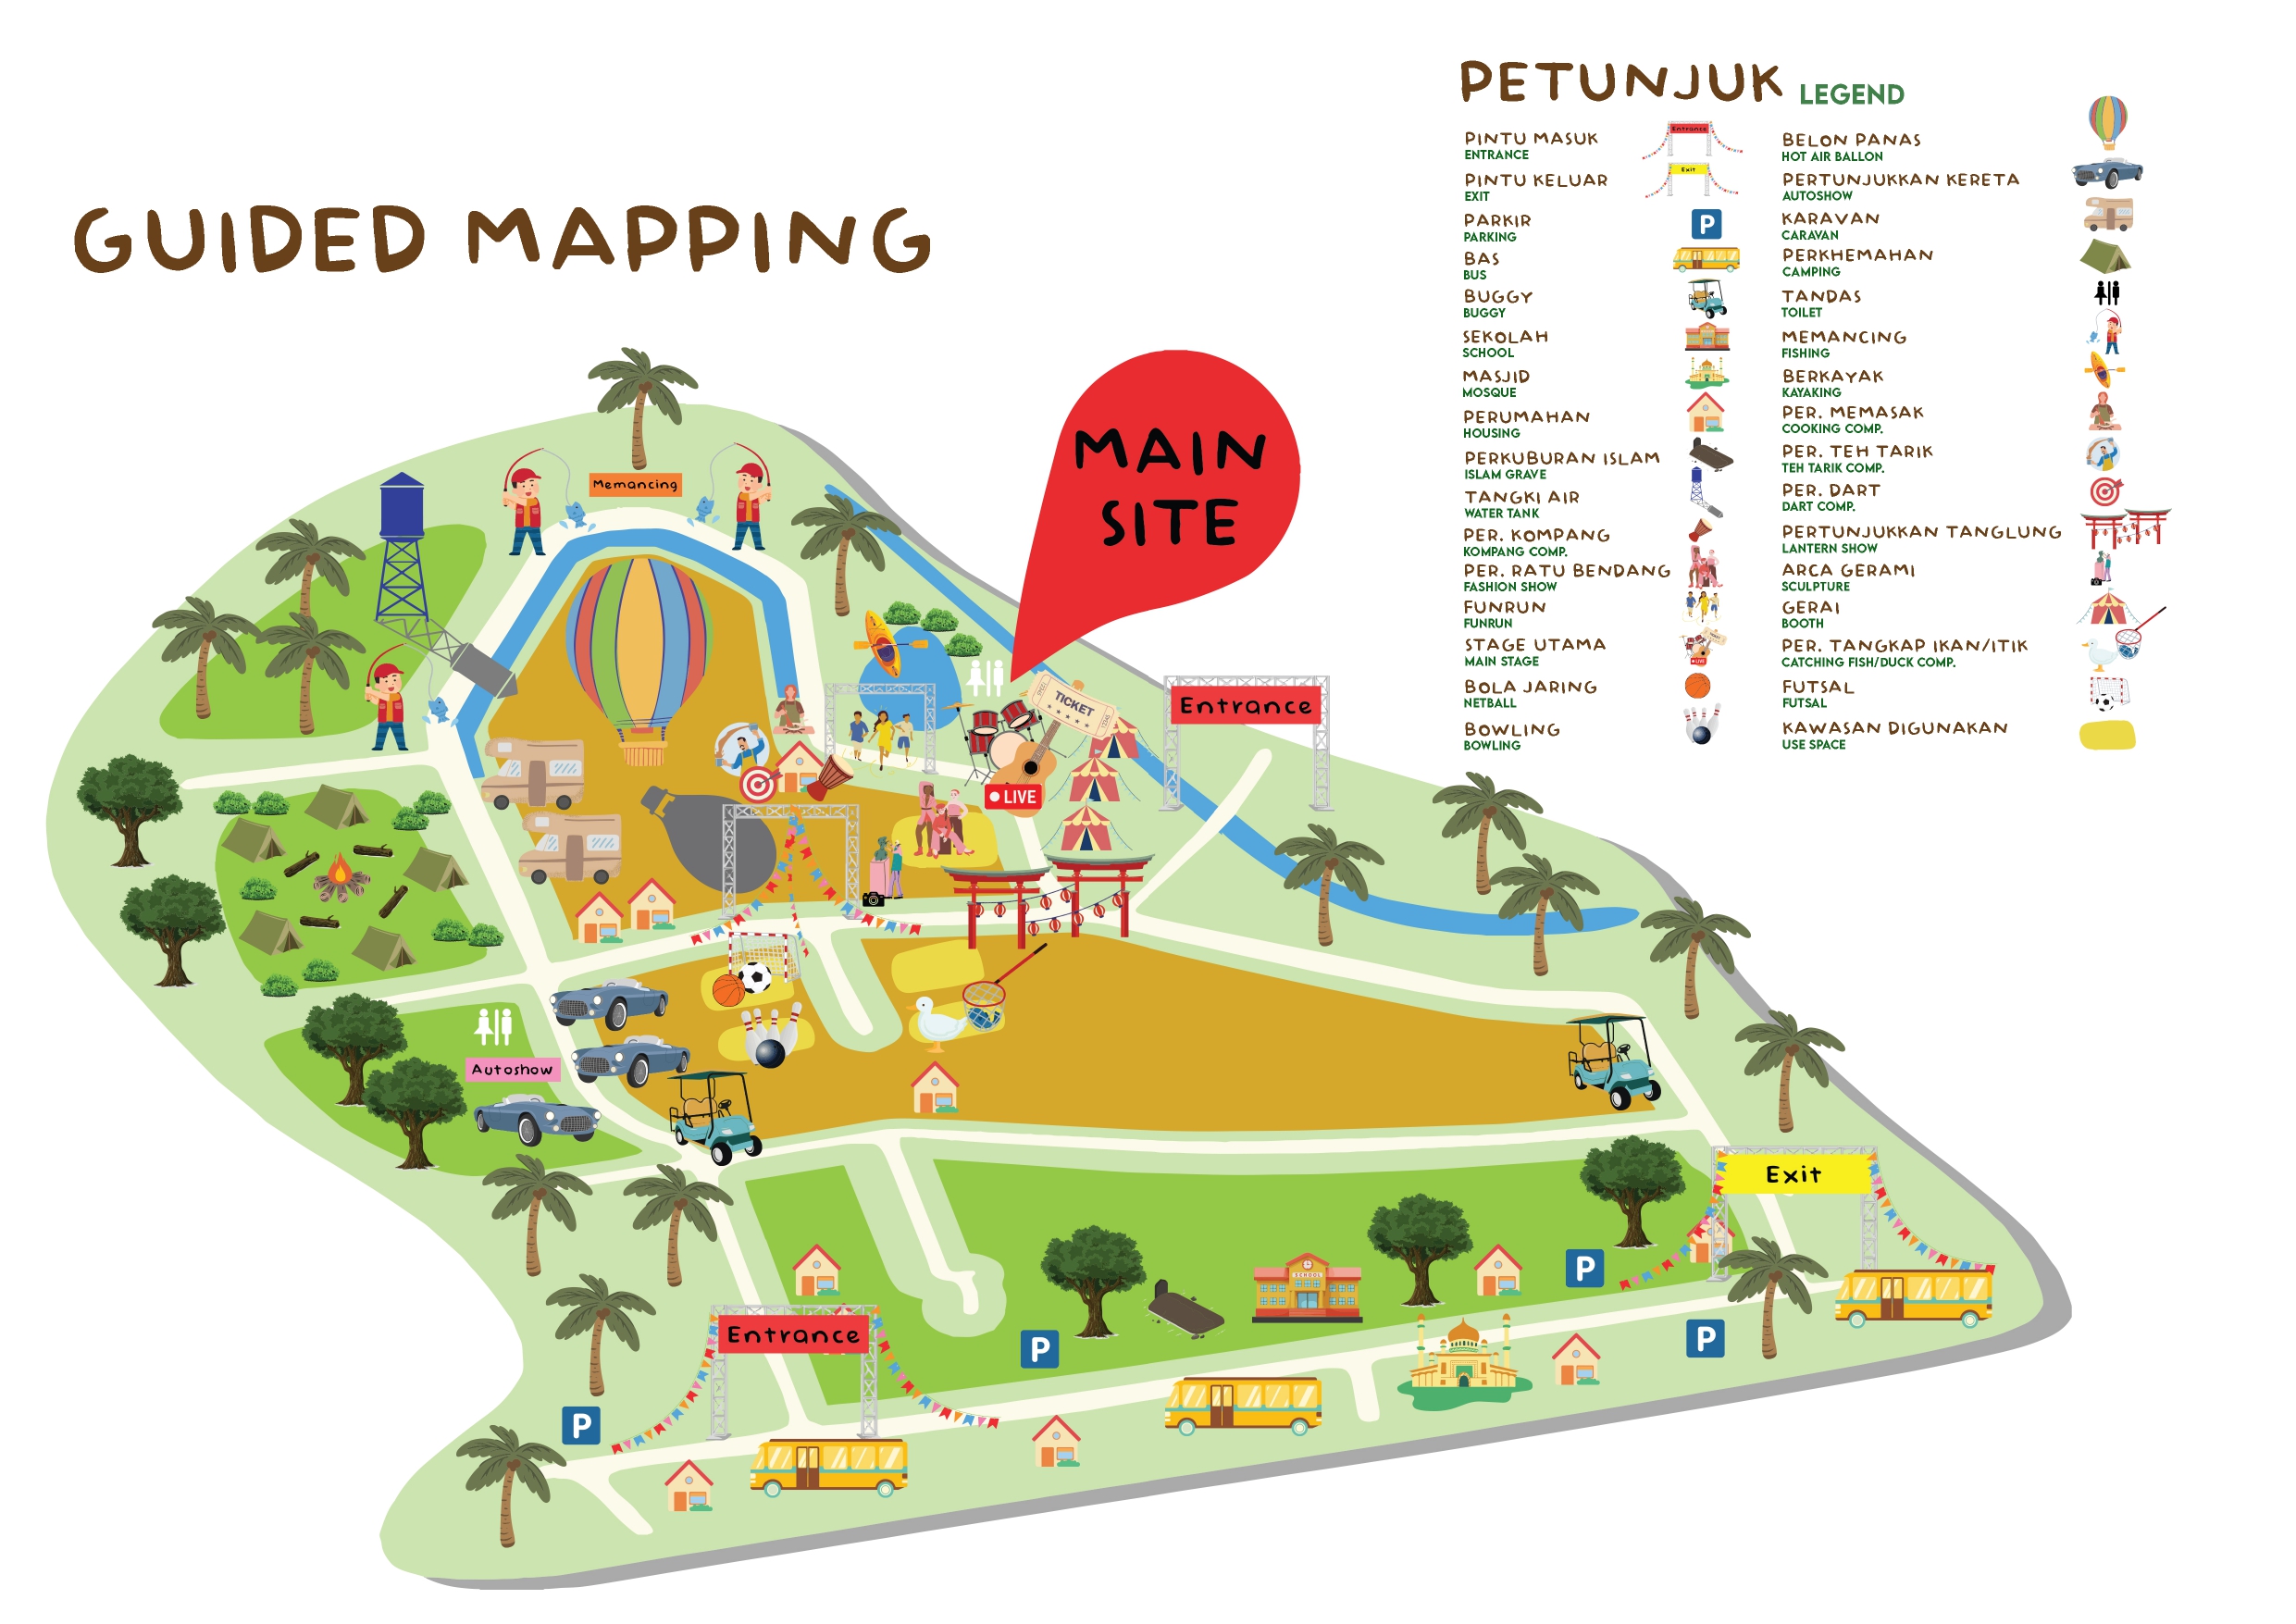 GUIDED MAPPING
PETUNJUK LEGEND
PINTU MASUK
ENTRANCE
Entrance
PINTU KELUAR
EXIT
Exit
PARKIR
PARKING
P
BAS
BUS
BUGGY
BUGGY
SEKOLAH
SCHOOL
MASJID
MOSQUE
PERUMAHAN
HOUSING
PERKUBURAN ISLAM
ISLAM GRAVE
TANGKI AIR
WATER TANK
PER. KOMPANG
KOMPANG COMP.
PER. RATU BENDANG
FASHION SHOW
FUNRUN
FUNRUN
STAGE UTAMA
MAIN STAGE
BOLA JARING
NETBALL
BOWLING
BOWLING
BELON PANAS
HOT AIR BALLON
PERTUNJUKKAN KERETA
AUTOSHOW
KARAVAN
CARAVAN
PERKHEMAHAN
CAMPING
TANDAS
TOILET
MEMANCING
FISHING
BERKAYAK
KAYAKING
PER. MEMASAK
COOKING COMP.
PER. TEH TARIK
TEH TARIK COMP.
PER. DART
DART COMP.
PERTUNJUKKAN TANGLUNG
LANTERN SHOW
ARCA GERAMI
SCULPTURE
GERAI
BOOTH
PER. TANGKAP IKAN/ITIK
CATCHING FISH/DUCK COMP.
FUTSAL
FUTSAL
KAWASAN DIGUNAKAN
USE SPACE
MAIN
SITE
Memancing
TICKET
Entrance
LIVE
Autoshow
Exit
SCHOOL
P
Entrance
P
P
P